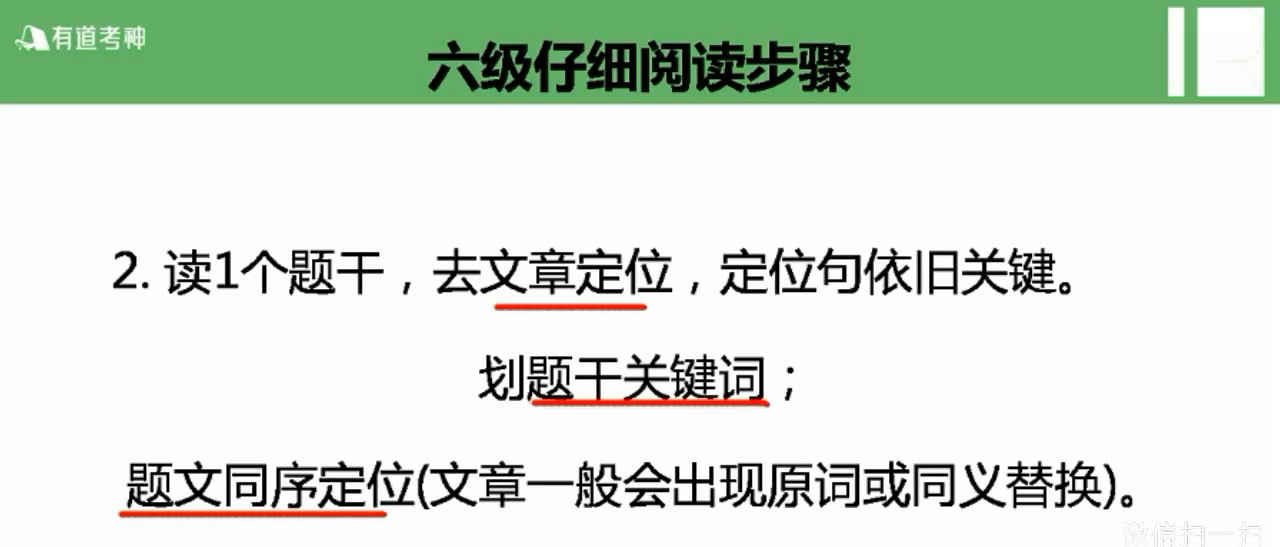 有道考神
六级仔细阅读步骤
2. 读1个题干，去文章定位，定位句依旧关键。
划题干关键词；
题文同序定位(文章一般会出现原词或同义替换)。
微信扫一扫